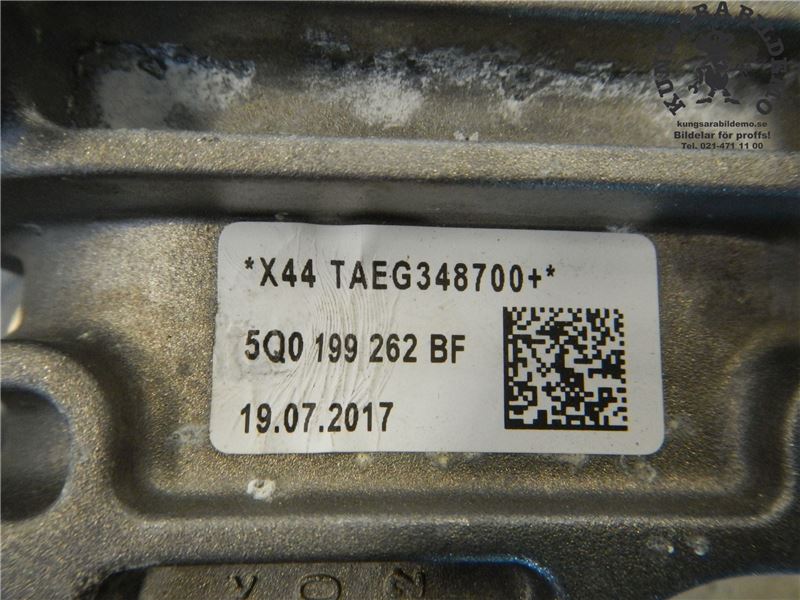 KUNGSÄRABILDEMO
kungsarabildemo.se
Bildelar för proffs!
Tel. 021-471 11 00
*X44 TAEG348700+*
5Q0 199 262 BF
19.07.2017